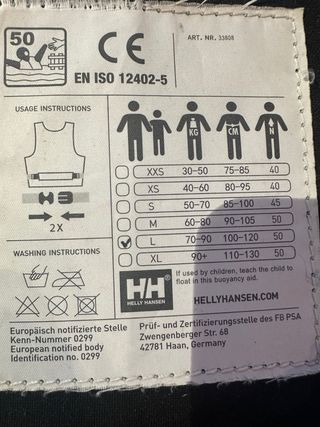 50
CE
ART. NR. 33808
EN ISO 12402-5
USAGE INSTRUCTIONS
KG CM N
XXS 30-50 75-85 40
XS 40-60 80-95 40
S 50-70 85-100 45
M 60-80 90-105 50
L 70-90 100-120 50
XL 90+ 110-130 50
2X
WASHING INSTRUCTIONS
HH
HELLY HANSEN
If used by children, teach the child to
float in this buoyancy aid.
HELLYHANSEN.COM
Europäisch notifizierte Stelle
Kenn-Nummer 0299
European notified body
Identification no. 0299
Prüf- und Zertifizierungsstelle des FB PSA
Zwengenberger Str. 68
42781 Haan, Germany